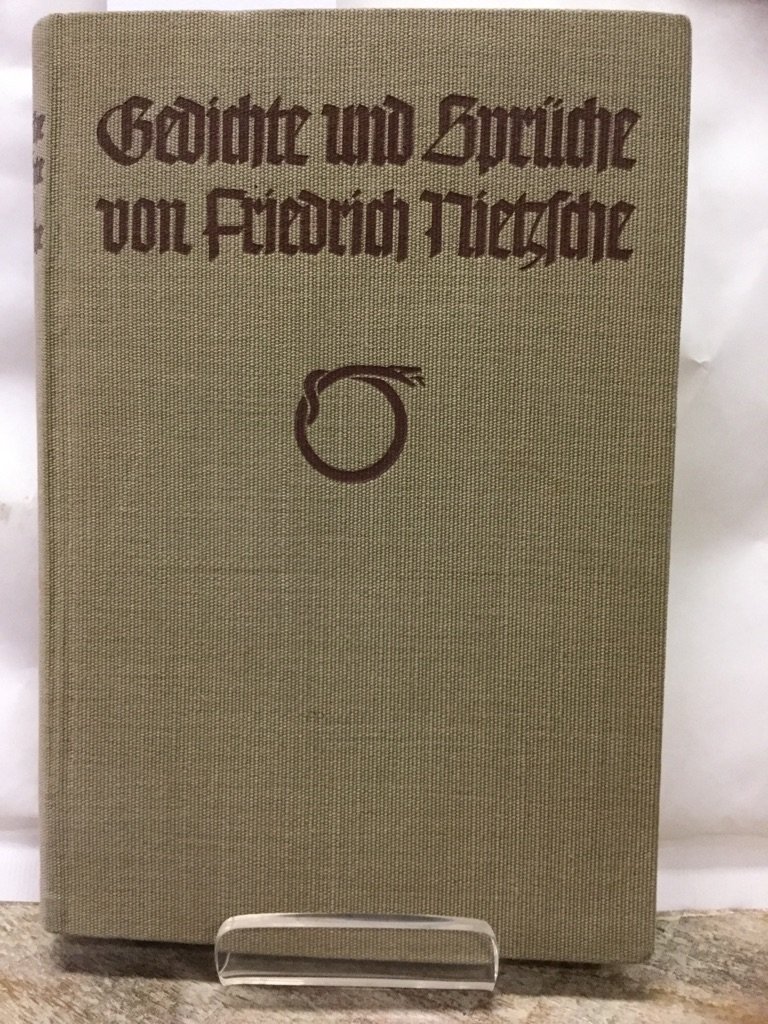 Gedichte und Sprüche
von Friedrich Nietzsche